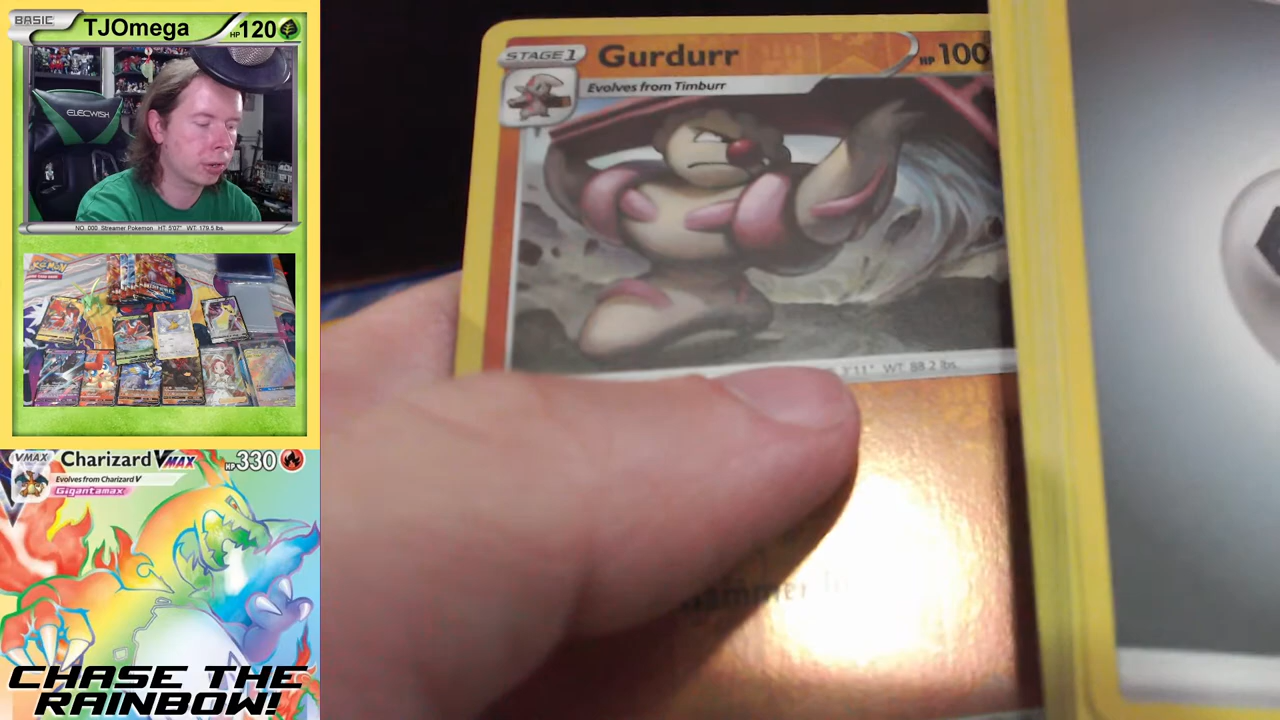 BASIC
TJOmega
HP 120
ELECWISH
NO. 000 Streamer Pokemon HT: 5'07" WT: 179.5 lbs.
VMAX
Charizard VMAX
HP 330
Evolves from Charizard V
Gigantamax
CHASE THE
RAINBOW!
STAGE 1
Gurdurr
HP 100
Evolves from Timburr
3'11" WT: 88.2 lbs.